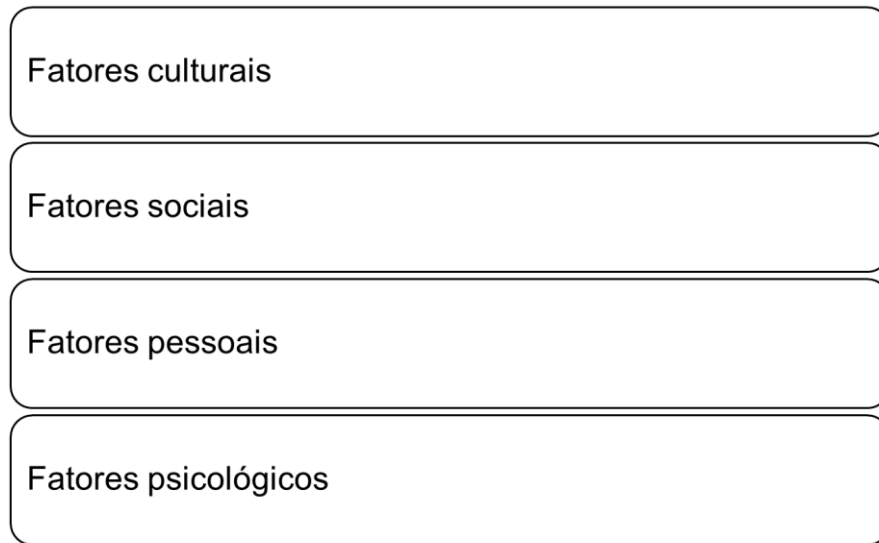 Fatores culturais
Fatores sociais
Fatores pessoais
Fatores psicológicos